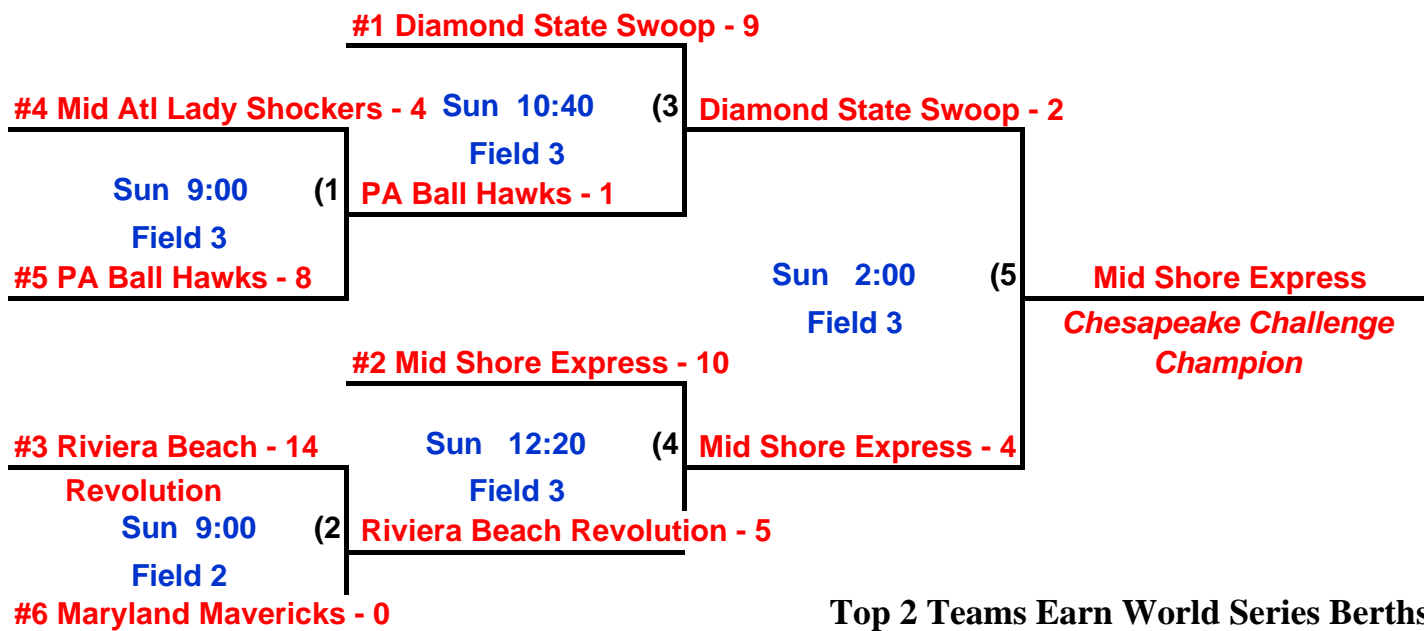 #1 Diamond State Swoop - 9
#4 Mid Atl Lady Shockers - 4
Sun 10:40
(3
Diamond State Swoop - 2
Field 3
Sun 9:00
(1
PA Ball Hawks - 1
Field 3
#5 PA Ball Hawks - 8
Sun 2:00
(5
Mid Shore Express
Field 3
Chesapeake Challenge
Champion
#2 Mid Shore Express - 10
#3 Riviera Beach - 14
Revolution
Sun 12:20
(4
Mid Shore Express - 4
Field 3
Sun 9:00
(2
Riviera Beach Revolution - 5
Field 2
#6 Maryland Mavericks - 0
Top 2 Teams Earn World Series Berths